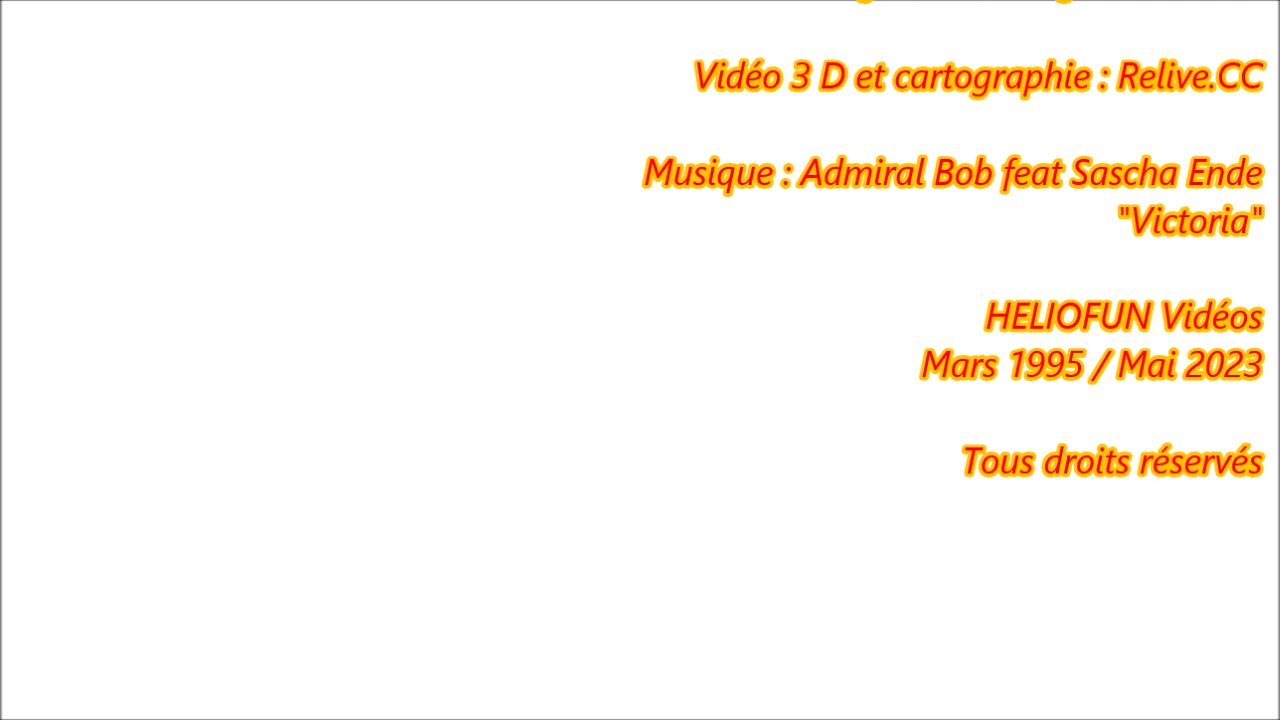 Vidéo 3 D et cartographie : Relive.CC
Musique : Admiral Bob feat Sascha Ende
"Victoria"
HELIOFUN Vidéos
Mars 1995 / Mai 2023
Tous droits réservés